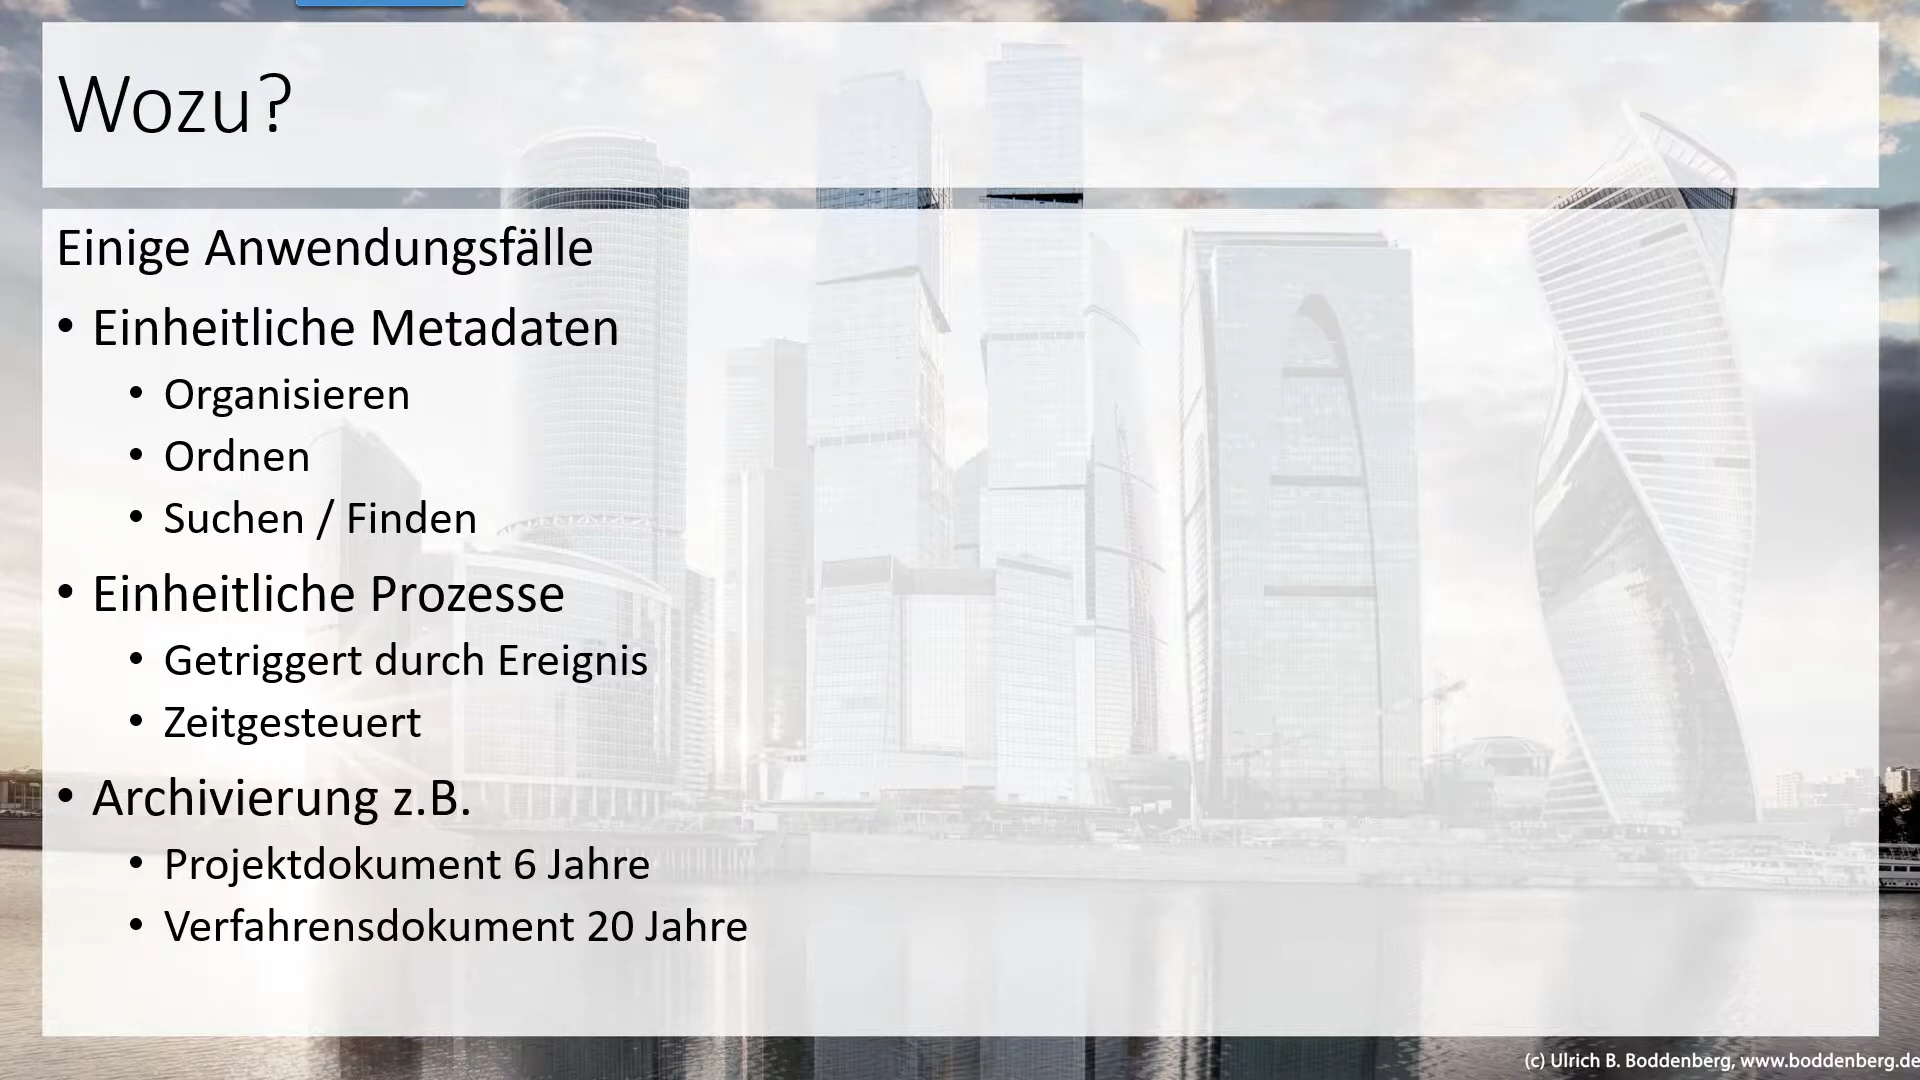 Wozu?
Einige Anwendungsfälle
• Einheitliche Metadaten
• Organisieren
• Ordnen
• Suchen / Finden
• Einheitliche Prozesse
• Getriggert durch Ereignis
• Zeitgesteuert
• Archivierung z.B.
• Projektdokument 6 Jahre
• Verfahrensdokument 20 Jahre
(c) Ulrich B. Boddenberg, www.boddenberg.de